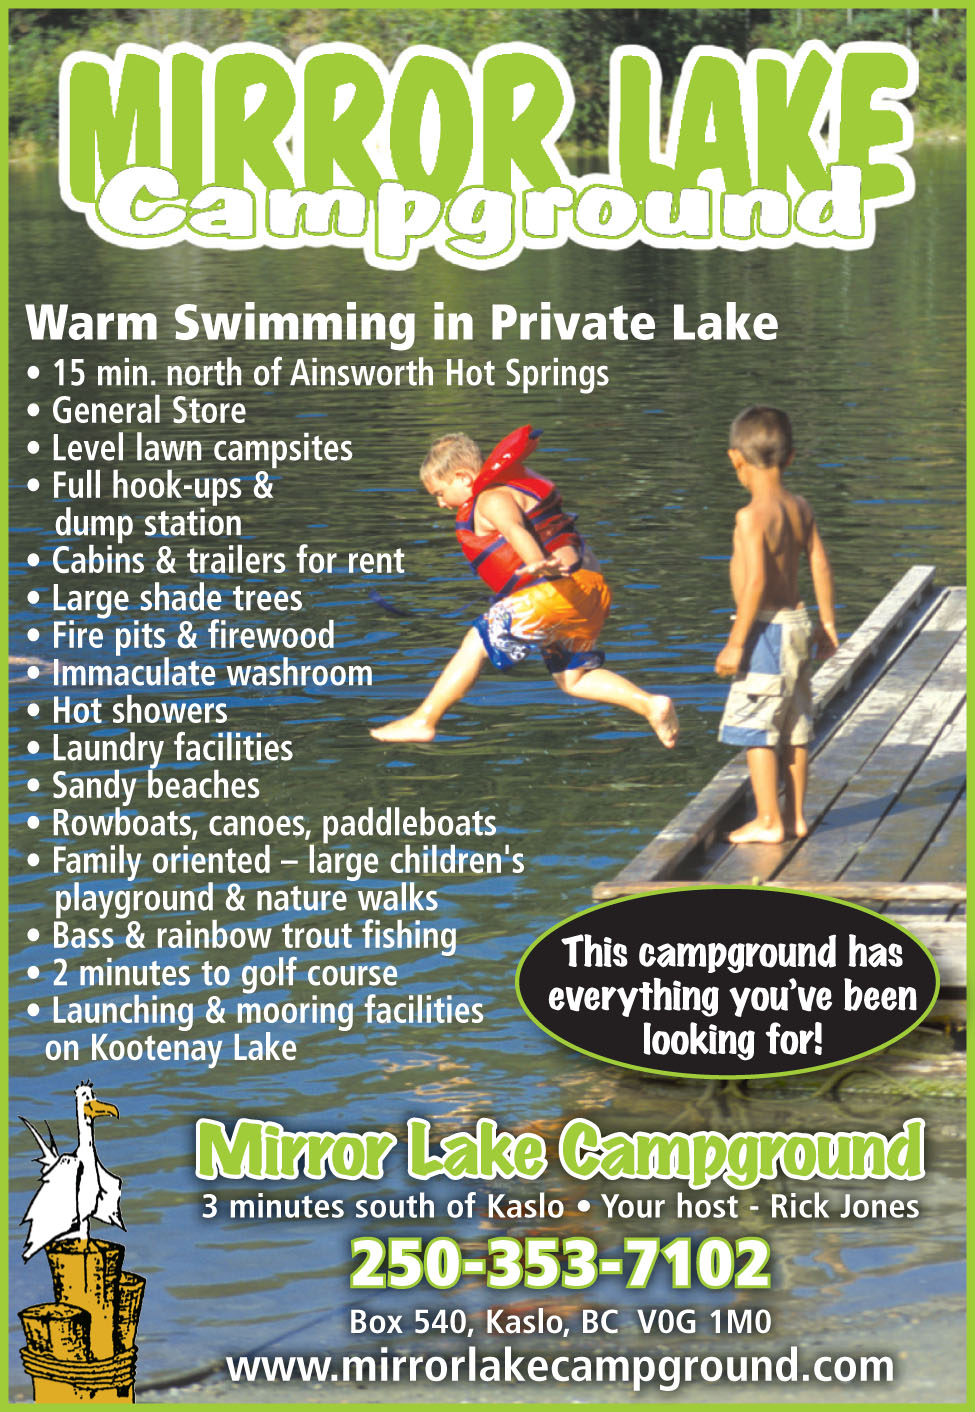 MIRROR LAKE
Campground
Warm Swimming in Private Lake
• 15 min. north of Ainsworth Hot Springs
• General Store
• Level lawn campsites
• Full hook-ups &
dump station
• Cabins & trailers for rent
• Large shade trees
• Fire pits & firewood
• Immaculate washroom
• Hot showers
• Laundry facilities
• Sandy beaches
• Rowboats, canoes, paddleboats
• Family oriented – large children's
playground & nature walks
• Bass & rainbow trout fishing
• 2 minutes to golf course
• Launching & mooring facilities
on Kootenay Lake
This campground has
everything you've been
looking for!
Mirror Lake Campground
3 minutes south of Kaslo • Your host - Rick Jones
250-353-7102
Box 540, Kaslo, BC  V0G 1M0
www.mirrorlakecampground.com